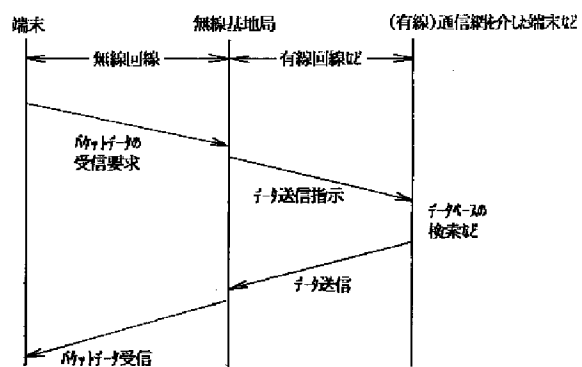 端末
無線基地局
(有線)通信網を介した端末など
無線回線
有線回線など
パケットデータの
受信要求
データ送信指示
データベースの
検索など
データ送信
パケットデータ受信